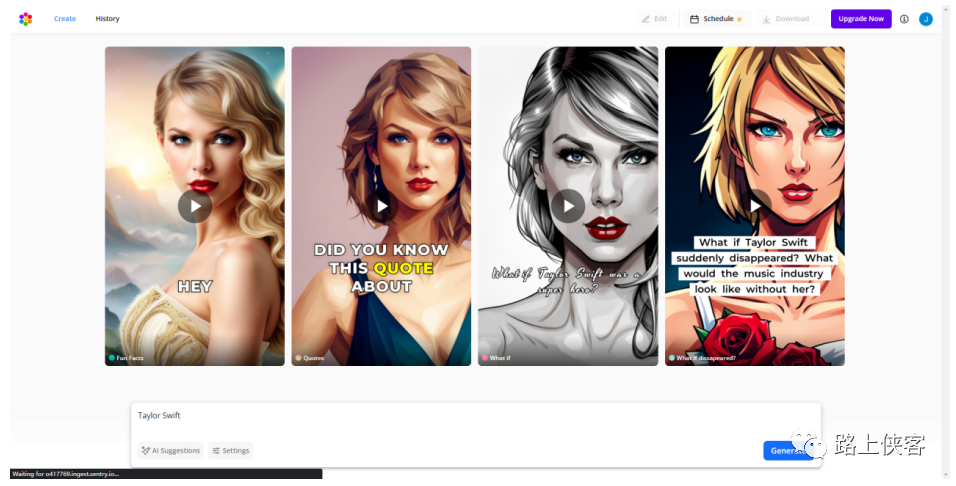 Create
History
Edit
Schedule
Download
Upgrade Now
J
HEY
Fun Facts
DID YOU KNOW
THIS QUOTE
ABOUT
Quotes
What if Taylor Swift was a
super hero?
What if
What if Taylor Swift
suddenly disappeared? What
would the music industry
look like without her?
What if dissapeared?
Taylor Swift
AI Suggestions
Settings
路上侠客
Waiting for o417769.ingest.sentry.io...